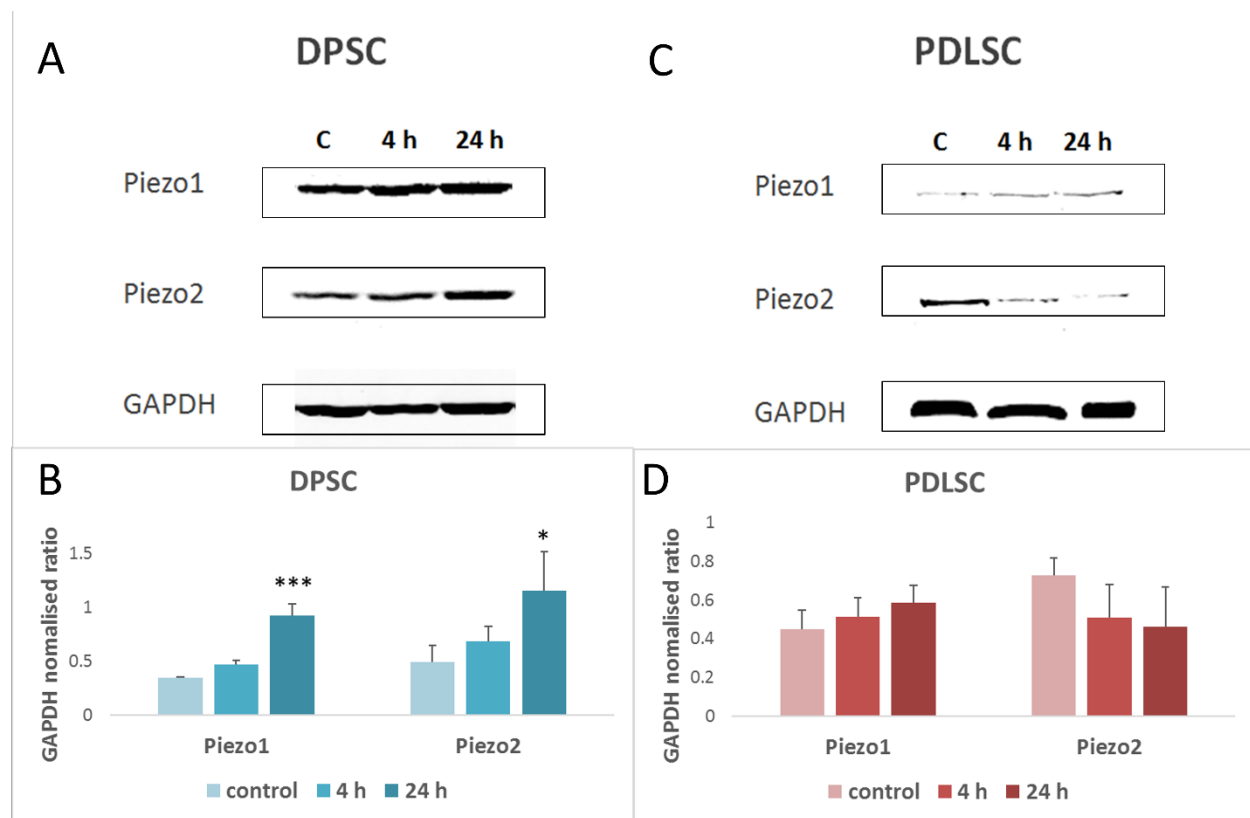 A
DPSC
C 4 h 24 h
Piezo1
Piezo2
GAPDH
C
PDLSC
C 4 h 24 h
Piezo1
Piezo2
GAPDH
B
DPSC
GAPDH nomalised ratio
1.5
1
0.5
0
***
*
Piezo1 Piezo2
control 4 h 24 h
D
PDLSC
GAPDH nomalised ratio
1
0.8
0.6
0.4
0.2
0
Piezo1 Piezo2
control 4 h 24 h